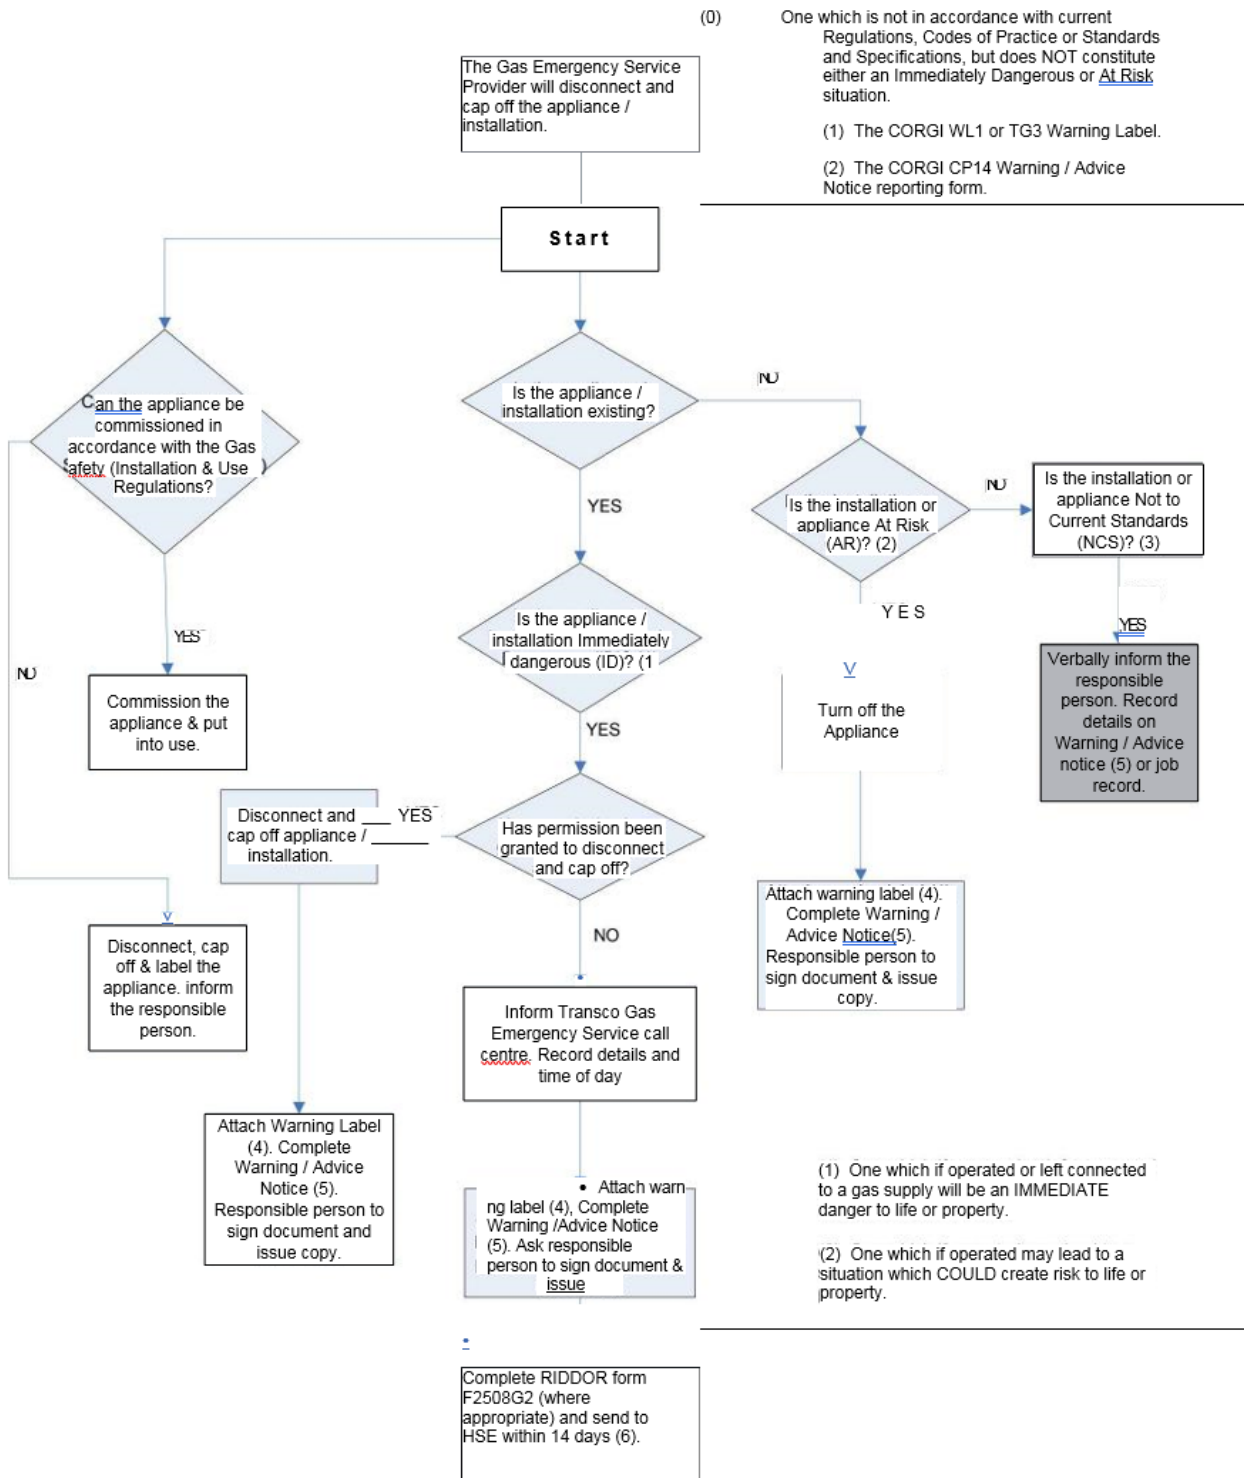 (0) One which is not in accordance with current
Regulations, Codes of Practice or Standards
and Specifications, but does NOT constitute
either an Immediately Dangerous or At Risk
situation.
(1) The CORGI WL1 or TG3 Warning Label.
(2) The CORGI CP14 Warning / Advice
Notice reporting form.
The Gas Emergency Service
Provider will disconnect and
cap off the appliance /
installation.
Start
Can the appliance be
commissioned in
accordance with the Gas
Safety (Installation & Use )
Regulations?
YES
NO
Commission the
appliance & put
into use.
V
Disconnect, cap
off & label the
appliance. inform
the responsible
person.
Is the appliance /
installation existing?
NO
YES
Is the appliance /
installation Immediately
dangerous (ID)? (1
YES
Has permission been
granted to disconnect
and cap off?
YES
Disconnect and
cap off appliance /
installation.
Attach Warning Label
(4). Complete
Warning / Advice
Notice (5).
Responsible person to
sign document and
issue copy.
NO
Inform Transco Gas
Emergency Service call
centre. Record details and
time of day
• Attach warn
ng label (4), Complete
Warning /Advice Notice
(5). Ask responsible
person to sign document &
issue
Complete RIDDOR form
F2508G2 (where
appropriate) and send to
HSE within 14 days (6).
Is the installation or
appliance At Risk
(AR)? (2)
NO
YES
V
Turn off the
Appliance
Attach warning label (4).
Complete Warning /
Advice Notice(5).
Responsible person to
sign document & issue
copy.
Is the installation or
appliance Not to
Current Standards
(NCS)? (3)
YES
Verbally inform the
responsible
person. Record
details on
Warning / Advice
notice (5) or job
record.
(1) One which if operated or left connected
to a gas supply will be an IMMEDIATE
danger to life or property.
(2) One which if operated may lead to a
situation which COULD create risk to life or
property.